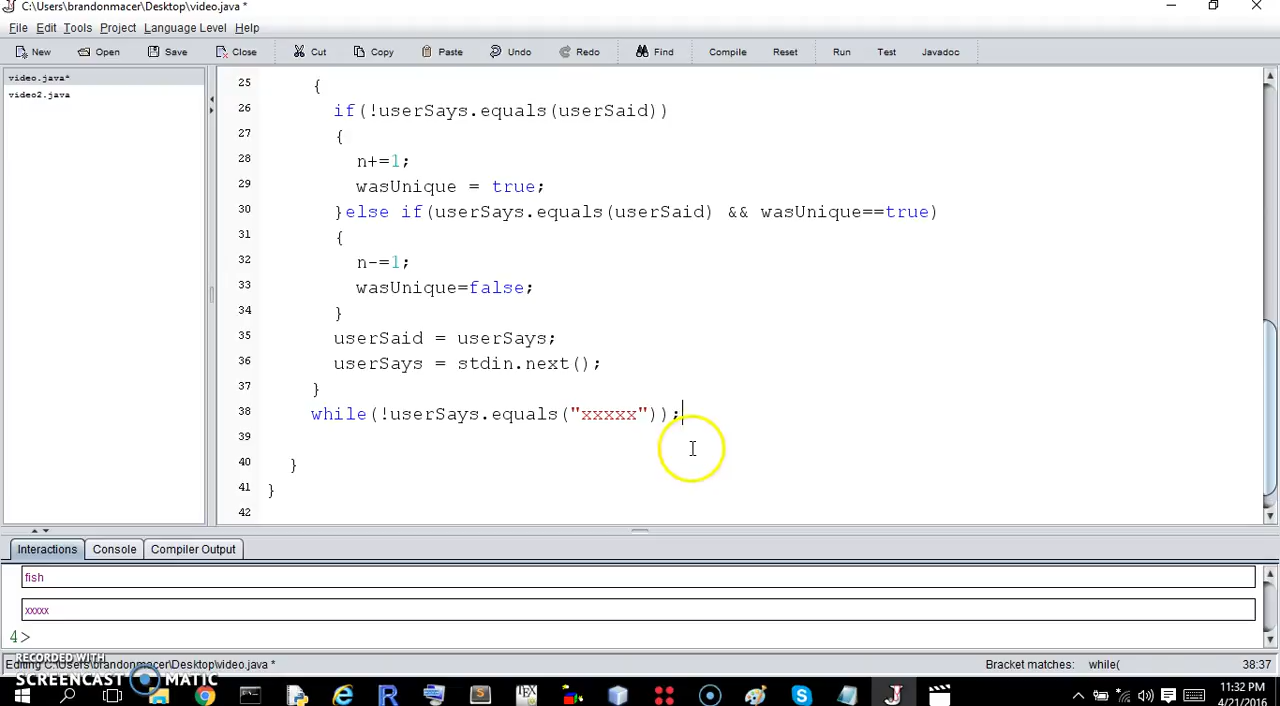 C:\Users\brandonmacer\Desktop\video.java *
File Edit Tools Project Language Level Help
New Open Save Close Cut Copy Paste Undo Redo Find Compile Reset Run Test Javadoc
video.java*
video2.java
25 {
26 if(!userSays.equals(userSaid))
27 {
28 n+=1;
29 wasUnique = true;
30 }else if(userSays.equals(userSaid) && wasUnique==true)
31 {
32 n-=1;
33 wasUnique=false;
34 }
35 userSaid = userSays;
36 userSays = stdin.next();
37 }
38 while(!userSays.equals("xxxxx"));
39
40 }
41 }
42
Interactions Console Compiler Output
fish
xxxxx
4>
RECORDED WITH
Editing C:\Users\brandonmacer\Desktop\video.java * Bracket matches: while( 38:37
SCREENCAST MATIC
11:32 PM
4/21/2016